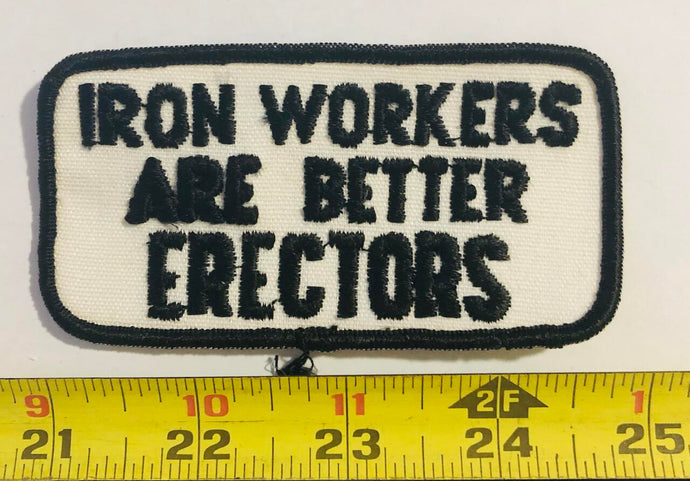 IRON WORKERS
ARE BETTER
ERECTORS
9 10 11 2F 1
21 22 23 24 25